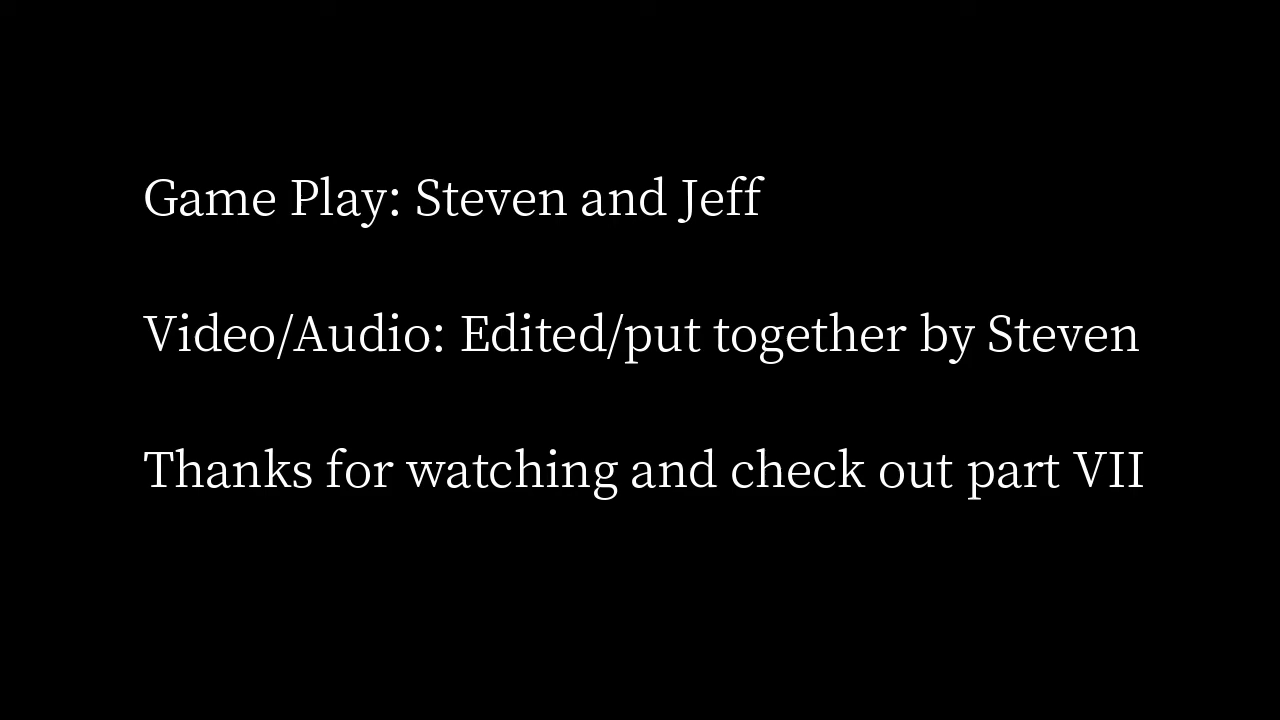 Game Play: Steven and Jeff
Video/Audio: Edited/put together by Steven
Thanks for watching and check out part VII